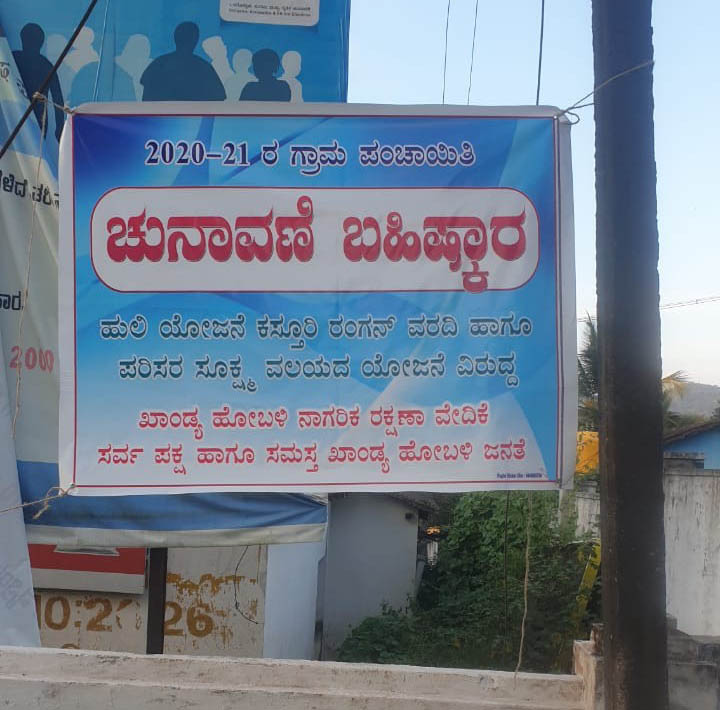 2020-21 ರ ಗ್ರಾಮ ಪಂಚಾಯಿತಿ
ಚುನಾವಣೆ ಬಹಿಷ್ಕಾರ
ಹುಲಿ ಯೋಜನೆ ಕಸ್ತೂರಿ ರಂಗನ್ ವರದಿ ಹಾಗೂ
ಪರಿಸರ ಸೂಕ್ಷ್ಮ ವಲಯದ ಯೋಜನೆ ವಿರುದ್ಧ
ಖಾಂಡ್ಯ ಹೋಬಳಿ ನಾಗರಿಕ ರಕ್ಷಣಾ ವೇದಿಕೆ
ಸರ್ವ ಪಕ್ಷ ಹಾಗೂ ಸಮಸ್ತ ಖಾಂಡ್ಯ ಹೋಬಳಿ ಜನತೆ